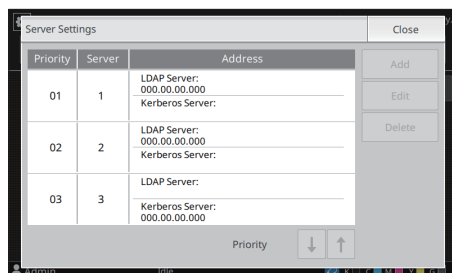 Server Settings
Close
Priority Server Address
Add
Edit
Delete
01 1 LDAP Server:
000.00.00.000
Kerberos Server:
02 2 LDAP Server:
000.00.00.000
Kerberos Server:
03 3 LDAP Server:
Kerberos Server:
000.00.00.000
Priority
Admin Idle K C M Y G